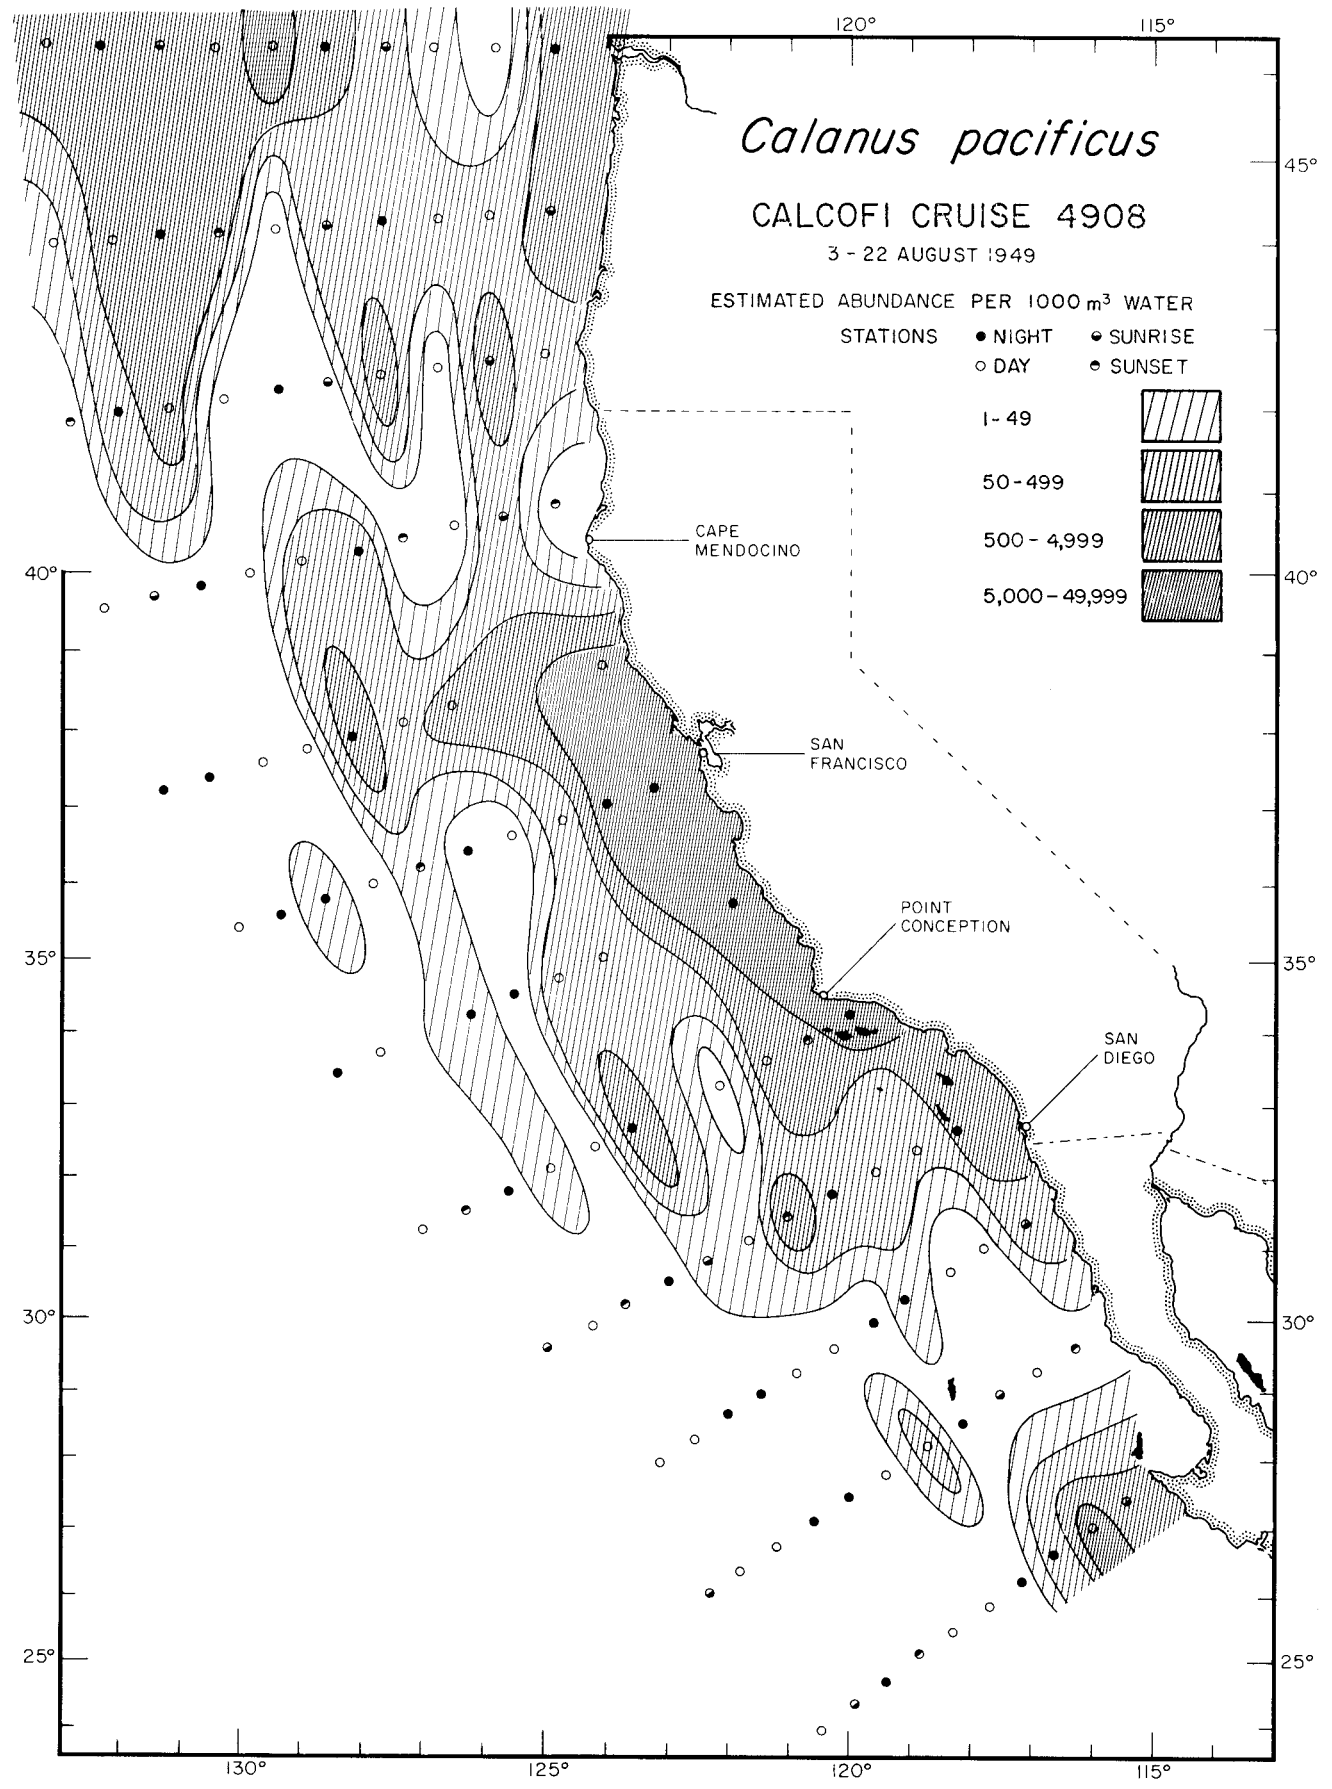 120° 115°
Calanus pacificus
45°
CALCOFI CRUISE 4908
3 - 22 AUGUST 1949
ESTIMATED ABUNDANCE PER 1000 m³ WATER
STATIONS ● NIGHT ◒ SUNRISE
○ DAY ◓ SUNSET
1 - 49
50 - 499
500 - 4,999
5,000 - 49,999
CAPE
MENDOCINO
40° 40°
SAN
FRANCISCO
POINT
CONCEPTION
35° 35°
SAN
DIEGO
30° 30°
25° 25°
130° 125° 120° 115°